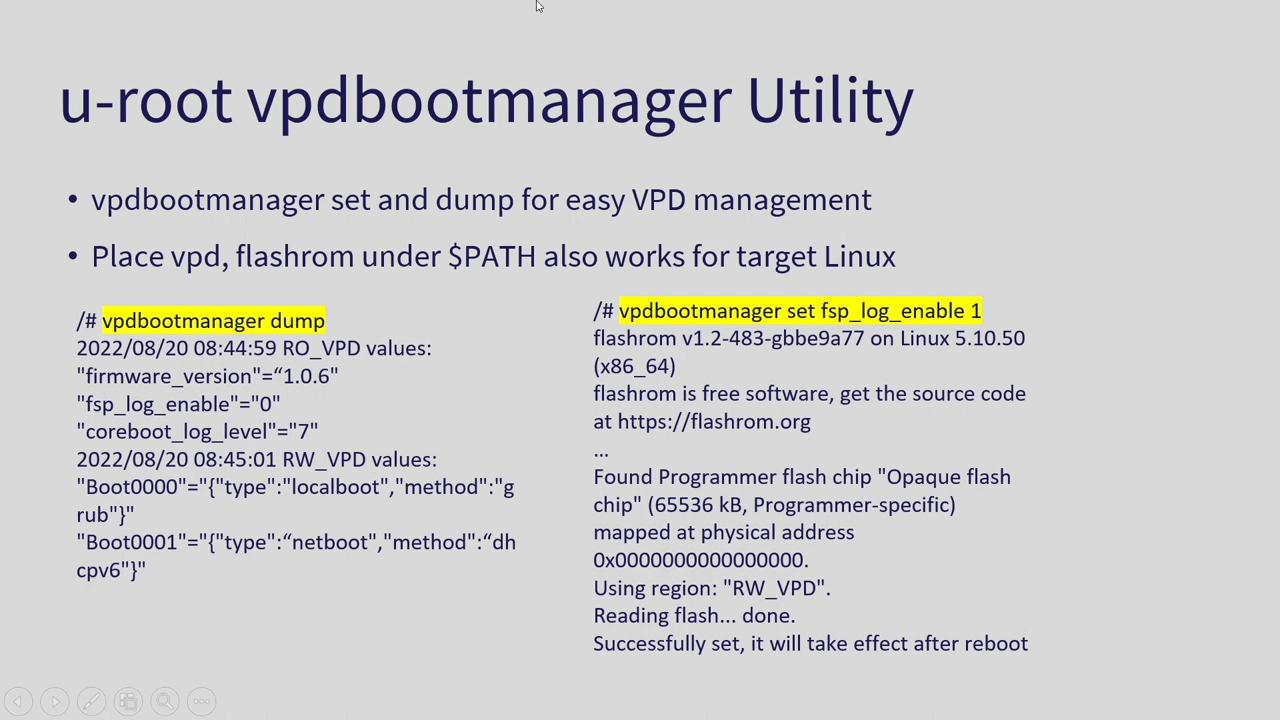 u-root vpdbootmanager Utility
• vpdbootmanager set and dump for easy VPD management
• Place vpd, flashrom under $PATH also works for target Linux
/# vpdbootmanager dump
2022/08/20 08:44:59 RO_VPD values:
"firmware_version"=“1.0.6"
"fsp_log_enable"="0"
"coreboot_log_level"="7"
2022/08/20 08:45:01 RW_VPD values:
"Boot0000"="{"type":"localboot","method":"g
rub"}"
"Boot0001"="{"type":“netboot","method":“dh
cpv6"}"
/# vpdbootmanager set fsp_log_enable 1
flashrom v1.2-483-gbbe9a77 on Linux 5.10.50
(x86_64)
flashrom is free software, get the source code
at https://flashrom.org
...
Found Programmer flash chip "Opaque flash
chip" (65536 kB, Programmer-specific)
mapped at physical address
0x0000000000000000.
Using region: "RW_VPD".
Reading flash... done.
Successfully set, it will take effect after reboot